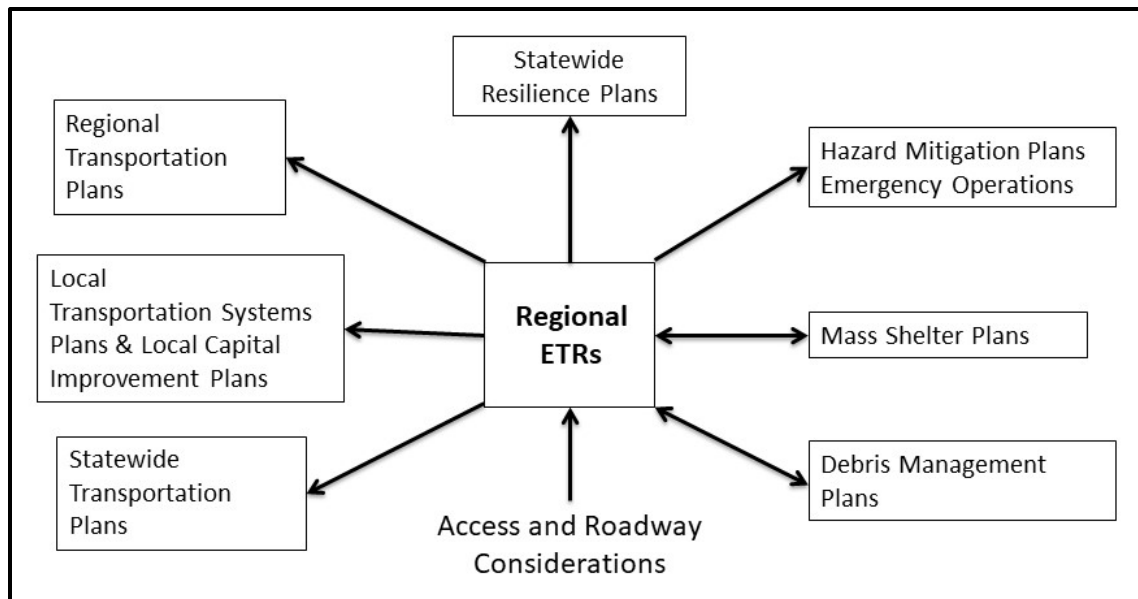 Statewide
Resilience Plans
Regional
Transportation
Plans
Hazard Mitigation Plans
Emergency Operations
Local
Transportation Systems
Plans & Local Capital
Improvement Plans
Regional
ETRs
Mass Shelter Plans
Statewide
Transportation
Plans
Debris Management
Plans
Access and Roadway
Considerations